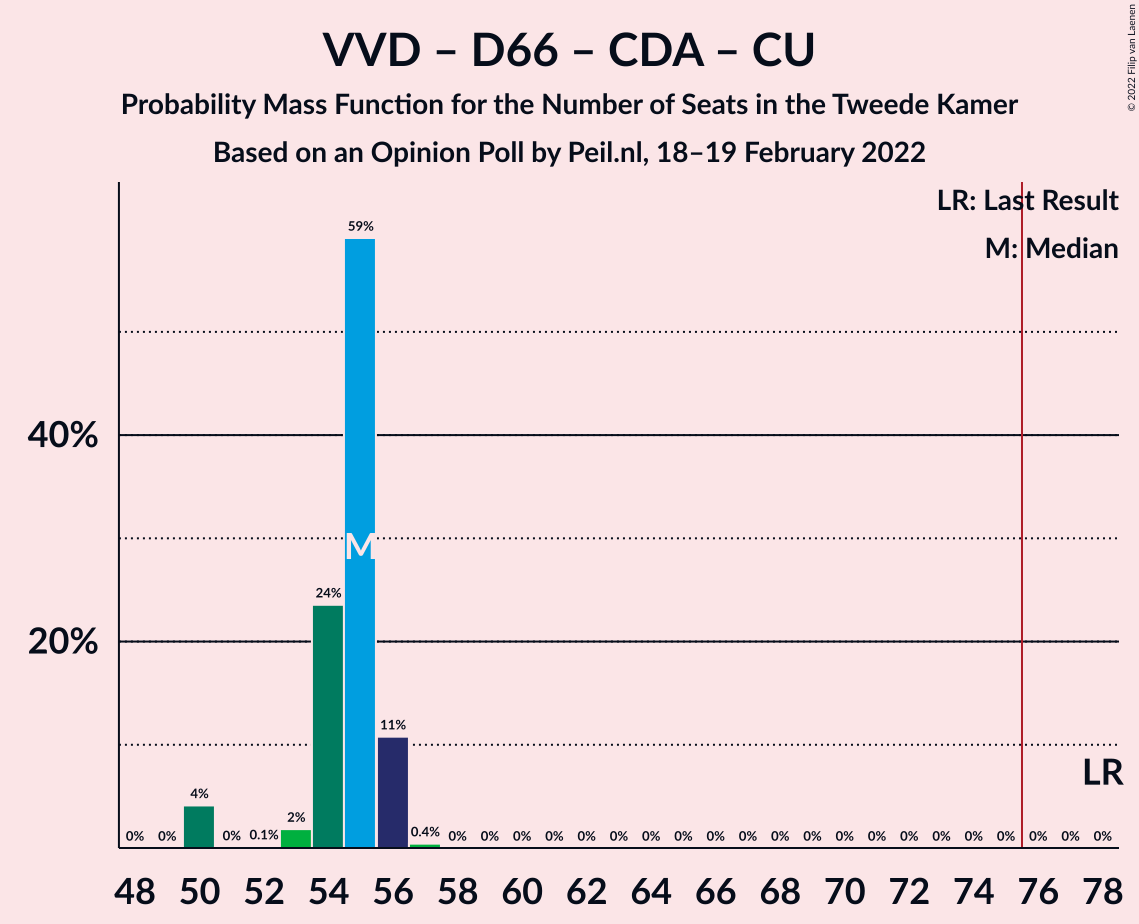 VVD – D66 – CDA – CU
Probability Mass Function for the Number of Seats in the Tweede Kamer
Based on an Opinion Poll by Peil.nl, 18–19 February 2022
© 2022 Filip van Laenen
LR: Last Result
M: Median
59%
40%
M
24%
20%
11%
LR
4%
2%
0% 0% 0% 0.1% 0.4% 0% 0% 0% 0% 0% 0% 0% 0% 0% 0% 0% 0% 0% 0% 0% 0% 0% 0% 0% 0% 0%
48 50 52 54 56 58 60 62 64 66 68 70 72 74 76 78